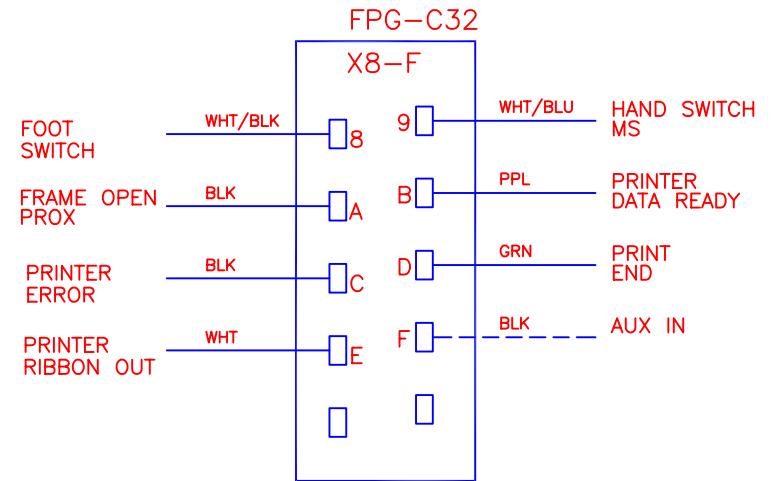 FPG-C32
X8-F
WHT/BLK
FOOT
SWITCH
8
9
WHT/BLU
HAND SWITCH
MS
BLK
FRAME OPEN
PROX
A
B
PPL
PRINTER
DATA READY
BLK
PRINTER
ERROR
C
D
GRN
PRINT
END
WHT
PRINTER
RIBBON OUT
E
F
BLK
AUX IN